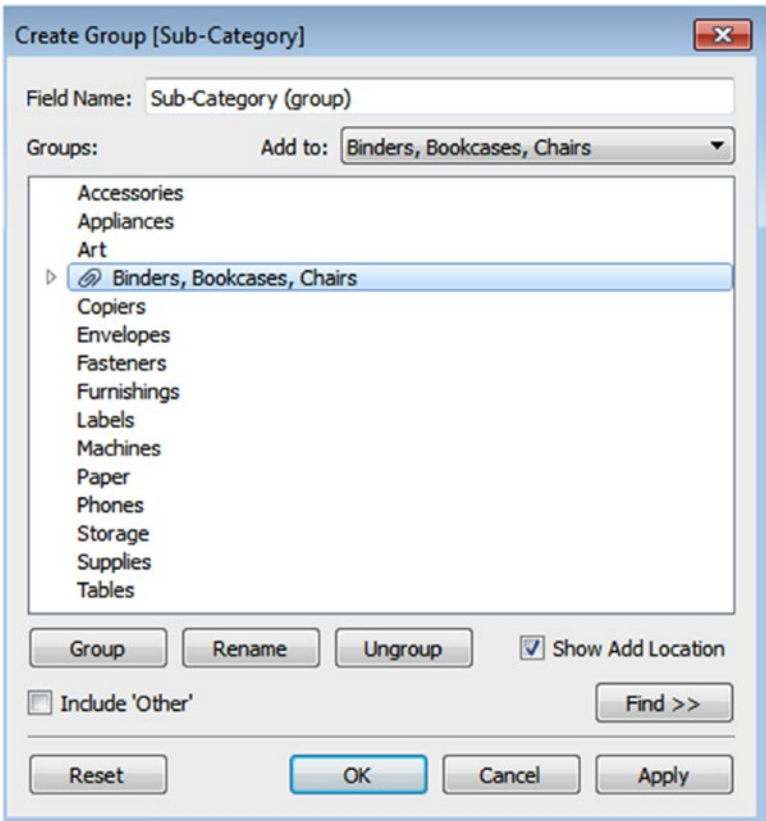 Create Group [Sub-Category]
Field Name: Sub-Category (group)
Groups: Add to: Binders, Bookcases, Chairs
Accessories
Appliances
Art
Binders, Bookcases, Chairs
Copiers
Envelopes
Fasteners
Furnishings
Labels
Machines
Paper
Phones
Storage
Supplies
Tables
Group Rename Ungroup Show Add Location
Include 'Other' Find >>
Reset OK Cancel Apply